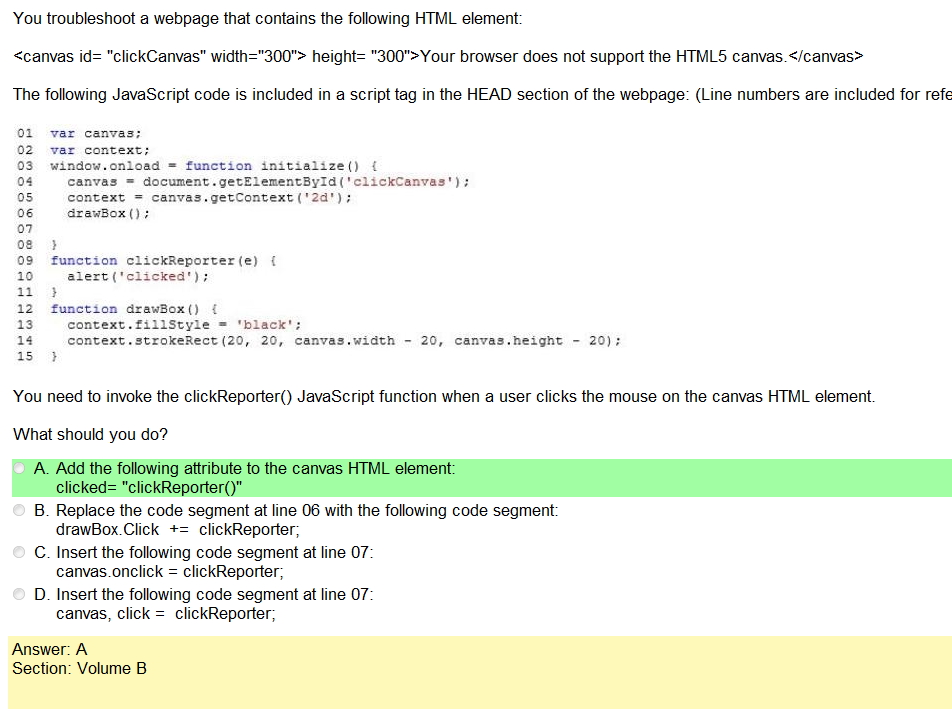 You troubleshoot a webpage that contains the following HTML element:
<canvas id= "clickCanvas" width="300"> height= "300">Your browser does not support the HTML5 canvas.</canvas>
The following JavaScript code is included in a script tag in the HEAD section of the webpage: (Line numbers are included for refe
01 var canvas;
02 var context;
03 window.onload = function initialize() {
04 canvas = document.getElementById('clickCanvas');
05 context = canvas.getContext('2d');
06 drawBox();
07
08 }
09 function clickReporter(e) {
10 alert('clicked');
11 }
12 function drawBox() {
13 context.fillStyle = 'black';
14 context.strokeRect(20, 20, canvas.width - 20, canvas.height - 20);
15 }
You need to invoke the clickReporter() JavaScript function when a user clicks the mouse on the canvas HTML element.
What should you do?
A. Add the following attribute to the canvas HTML element:
clicked= "clickReporter()"
B. Replace the code segment at line 06 with the following code segment:
drawBox.Click += clickReporter;
C. Insert the following code segment at line 07:
canvas.onclick = clickReporter;
D. Insert the following code segment at line 07:
canvas, click = clickReporter;
Answer: A
Section: Volume B